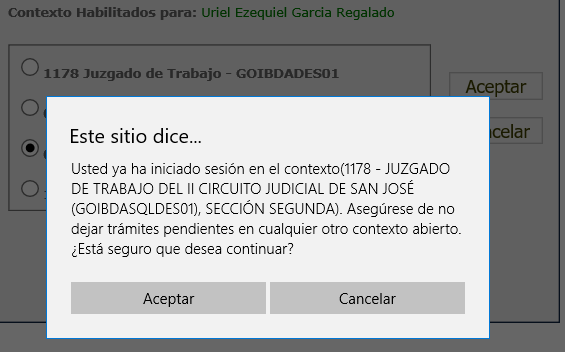 Contexto Habilitados para: Uriel Ezequiel Garcia Regalado
1178 Juzgado de Trabajo - GOIBDADES01
Aceptar
Este sitio dice...
Usted ya ha iniciado sesión en el contexto(1178 - JUZGADO
DE TRABAJO DEL II CIRCUITO JUDICIAL DE SAN JOSÉ
(GOIBDASQLDES01), SECCIÓN SEGUNDA). Asegúrese de no
dejar trámites pendientes en cualquier otro contexto abierto.
¿Está seguro que desea continuar?
Aceptar
Cancelar